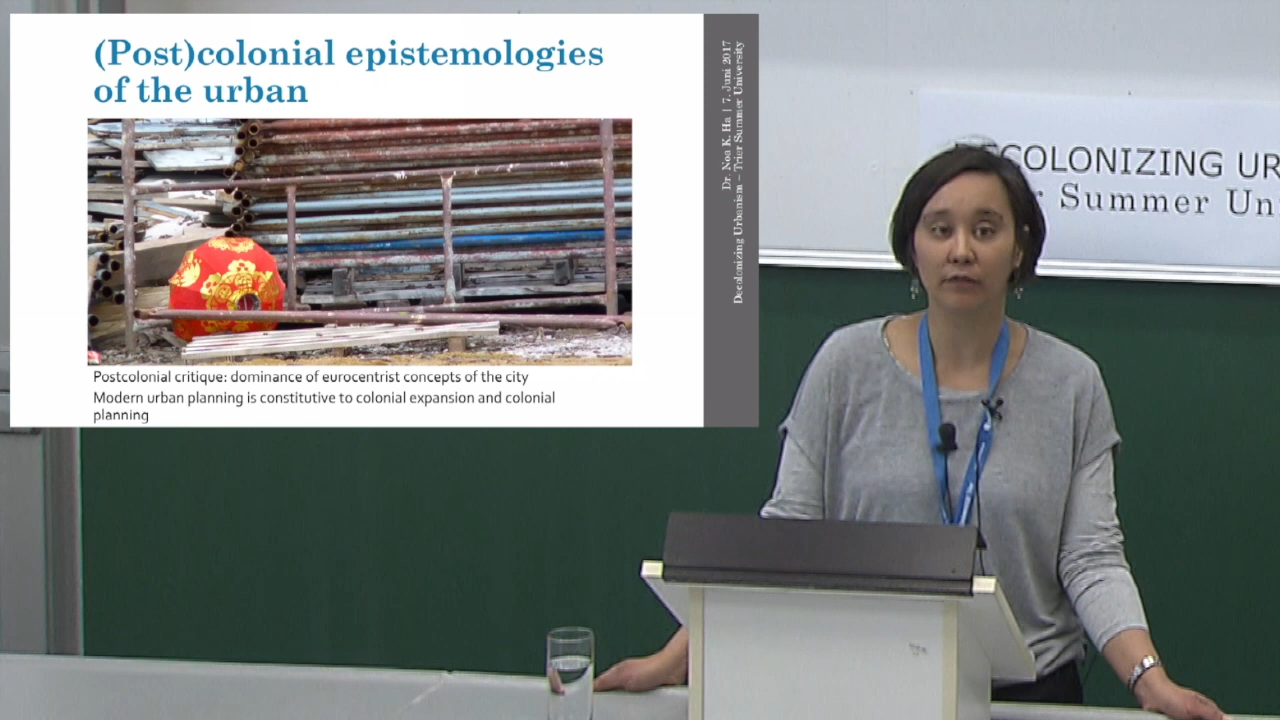 (Post)colonial epistemologies
of the urban
Postcolonial critique: dominance of eurocentrist concepts of the city
Modern urban planning is constitutive to colonial expansion and colonial
planning
Dr. Noa K. Ha | 7. Juni 2017
Decolonizing Urbanism – Trier Summer University
COLONIZING UR
r Summer Un